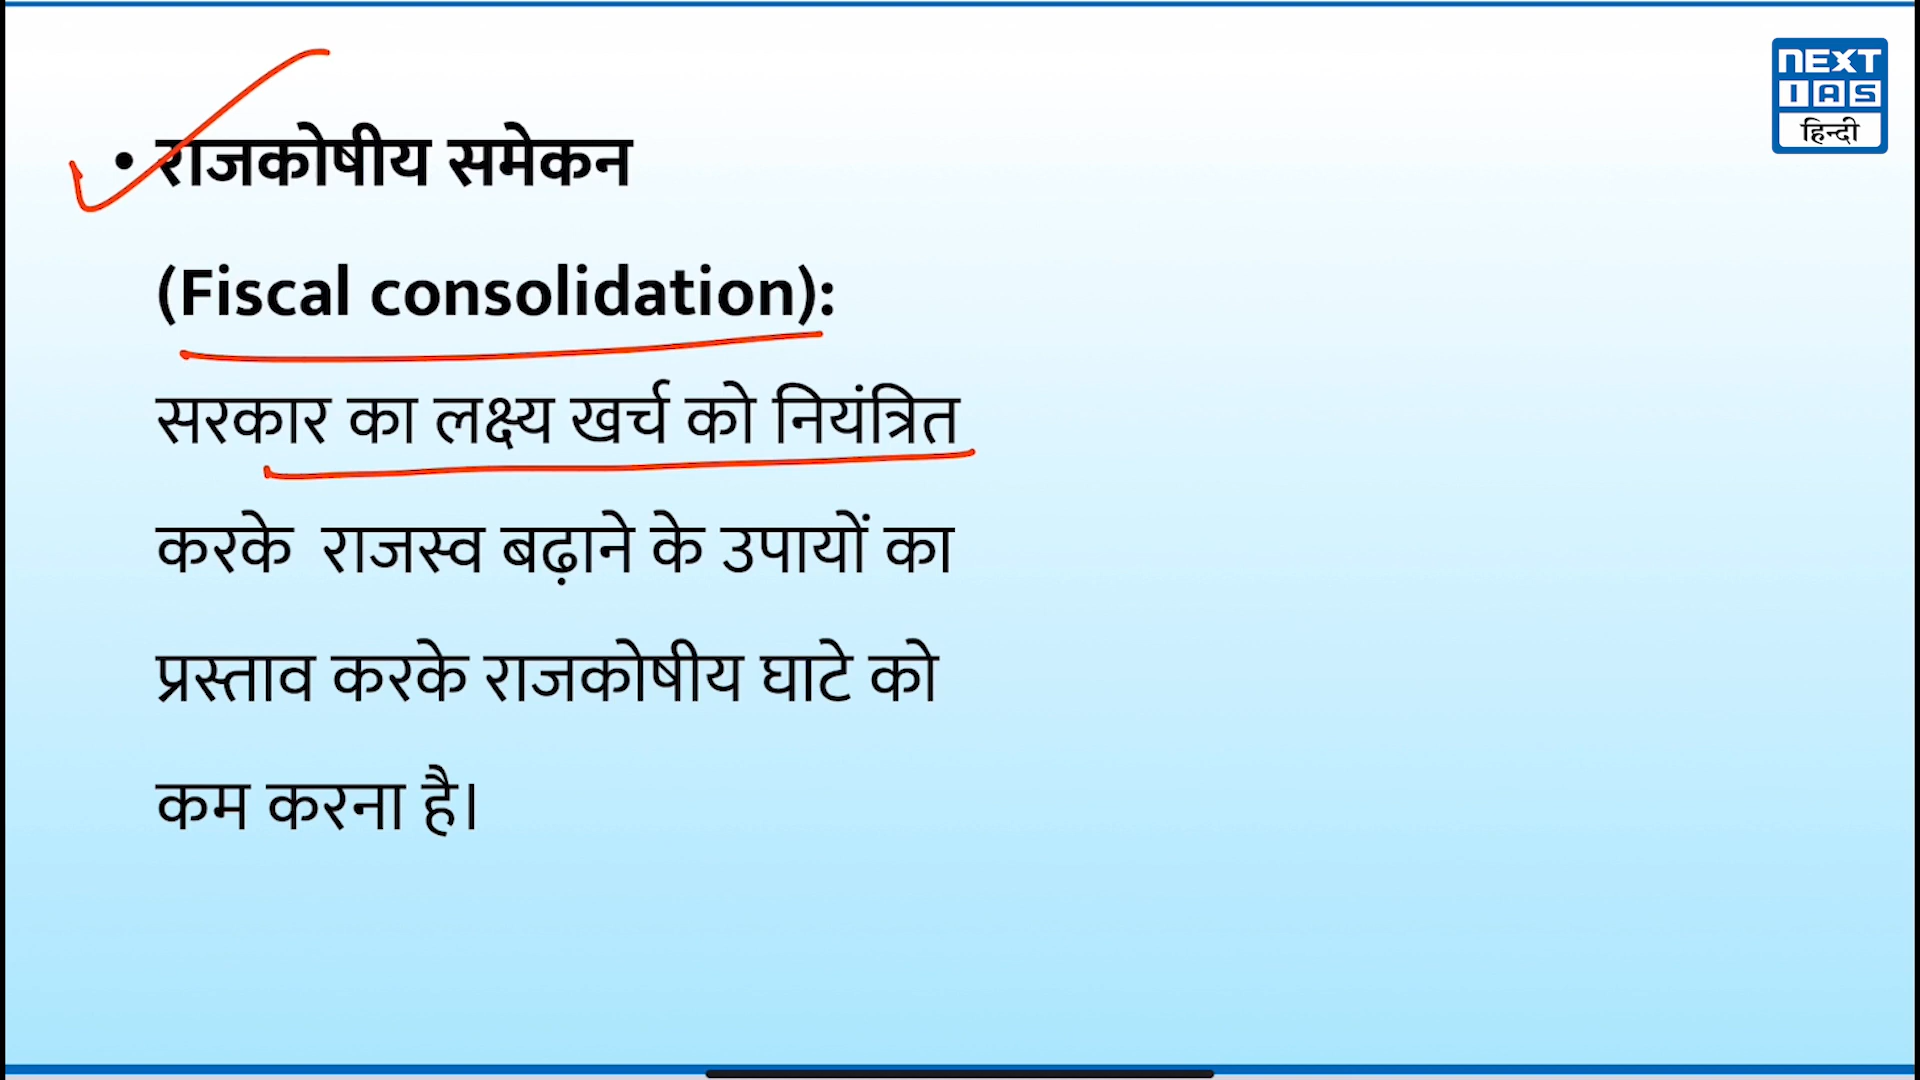 NEXT
IAS
हिन्दी
• राजकोषीय समेकन
(Fiscal consolidation):
सरकार का लक्ष्य खर्च को नियंत्रित
करके राजस्व बढ़ाने के उपायों का
प्रस्ताव करके राजकोषीय घाटे को
कम करना है।